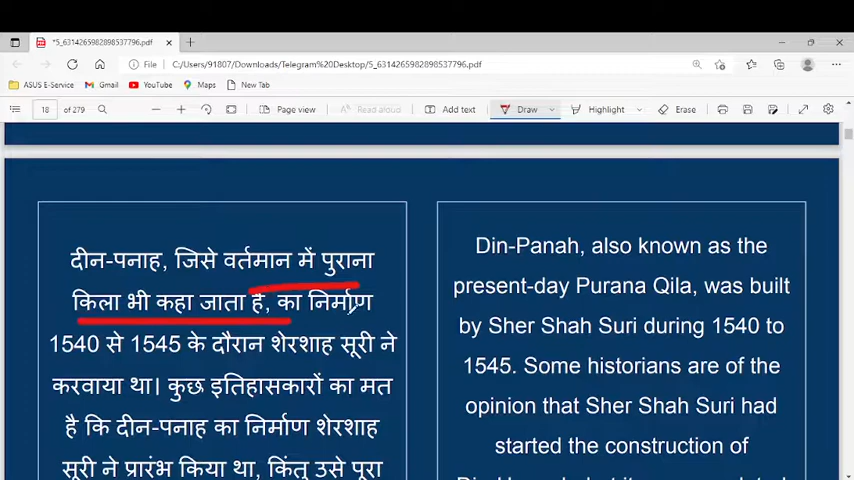 *5_6314265982898537796.pdf
File
C:/Users/91807/Downloads/Telegram%20Desktop/5_6314265982898537796.pdf
ASUS E-Service
Gmail
YouTube
Maps
New Tab
18 of 279
Page view
Read aloud
Add text
Draw
Highlight
Erase
दीन-पनाह, जिसे वर्तमान में पुराना
किला भी कहा जाता है, का निर्माण
1540 से 1545 के दौरान शेरशाह सूरी ने
करवाया था। कुछ इतिहासकारों का मत
है कि दीन-पनाह का निर्माण शेरशाह
सूरी ने प्रारंभ किया था, किंतु उसे पूरा
Din-Panah, also known as the
present-day Purana Qila, was built
by Sher Shah Suri during 1540 to
1545. Some historians are of the
opinion that Sher Shah Suri had
started the construction of